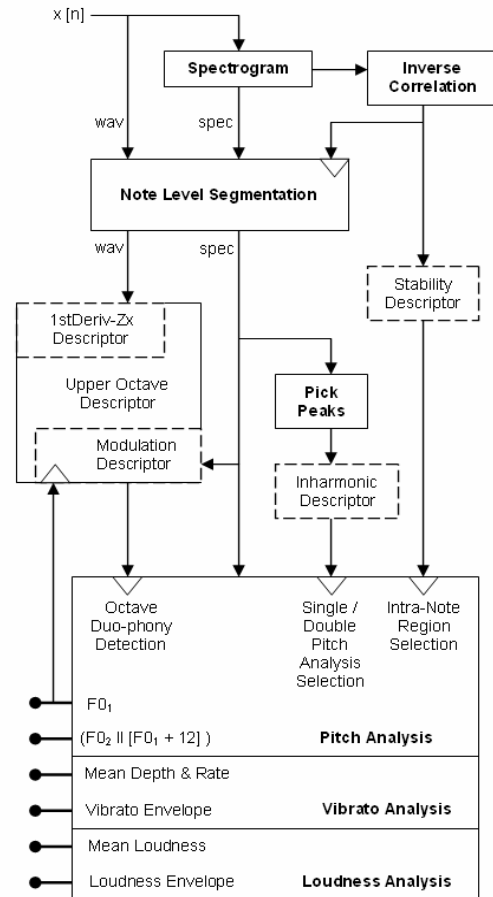 x [n]
Spectrogram
Inverse
Correlation
wav
spec
Note Level Segmentation
wav
spec
Stability
Descriptor
1stDeriv-Zx
Descriptor
Upper Octave
Descriptor
Pick
Peaks
Modulation
Descriptor
Inharmonic
Descriptor
Octave
Duo-phony
Detection
Single /
Double
Pitch
Analysis
Selection
Intra-Note
Region
Selection
F0₁
(F0₂ II [F0₁ + 12] )
Pitch Analysis
Mean Depth & Rate
Vibrato Envelope
Vibrato Analysis
Mean Loudness
Loudness Envelope
Loudness Analysis